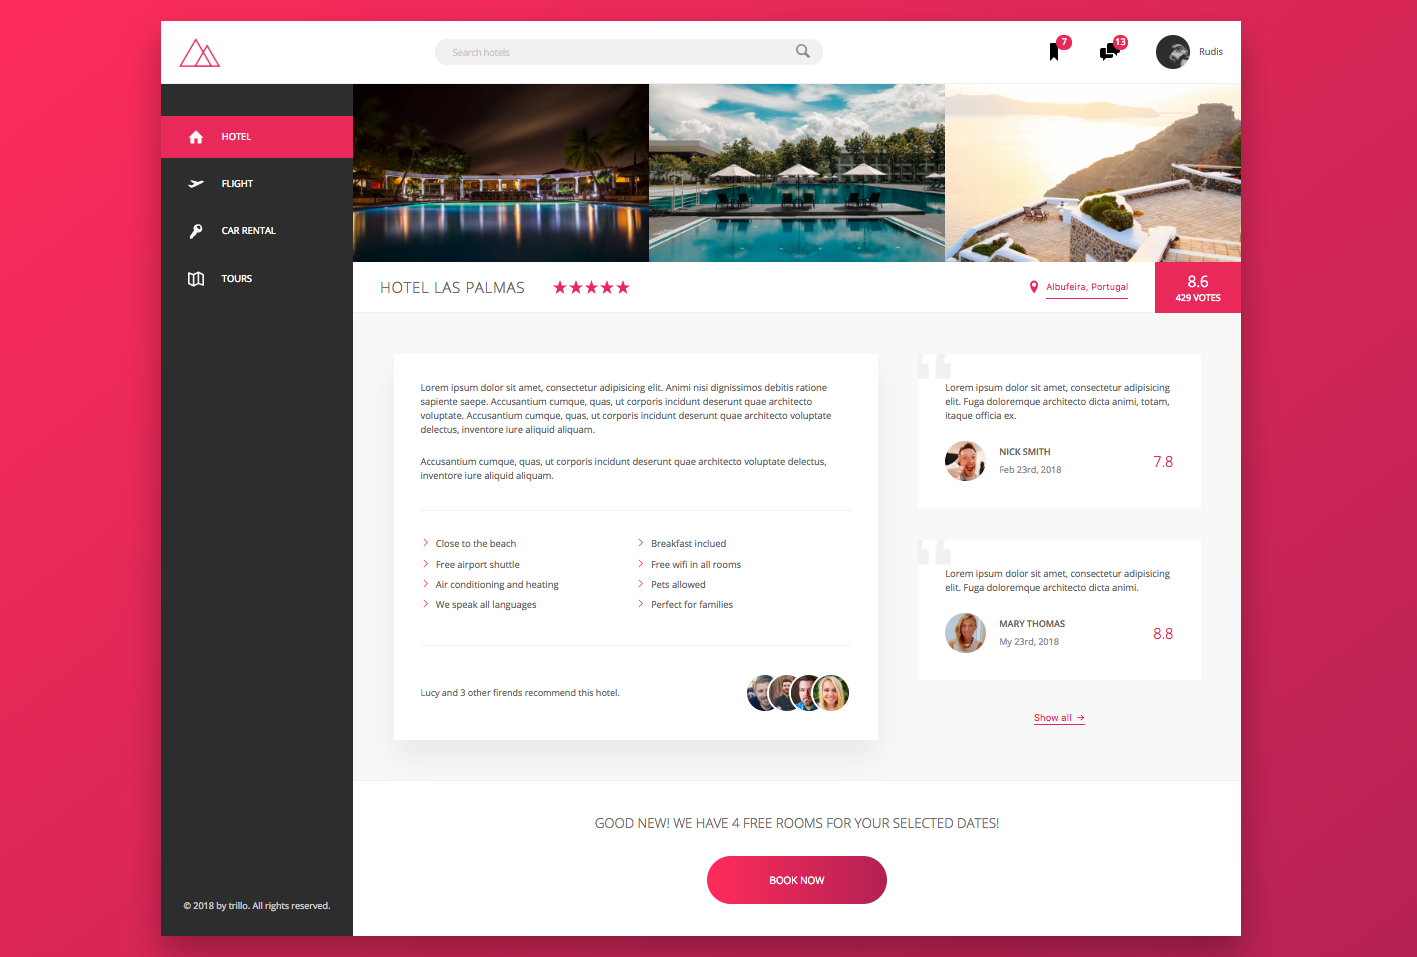 Search hotels
7
13
Rudis
HOTEL
FLIGHT
CAR RENTAL
TOURS
© 2018 by trillo. All rights reserved.
HOTEL LAS PALMAS
Albufeira, Portugal
8.6
429 VOTES
Lorem ipsum dolor sit amet, consectetur adipisicing elit. Animi nisi dignissimos debitis ratione
sapiente saepe. Accusantium cumque, quas, ut corporis incidunt deserunt quae architecto
voluptate. Accusantium cumque, quas, ut corporis incidunt deserunt quae architecto voluptate
delectus, inventore iure aliquid aliquam.
Accusantium cumque, quas, ut corporis incidunt deserunt quae architecto voluptate delectus,
inventore iure aliquid aliquam.
Close to the beach
Free airport shuttle
Air conditioning and heating
We speak all languages
Breakfast inclued
Free wifi in all rooms
Pets allowed
Perfect for families
Lucy and 3 other firends recommend this hotel.
“
Lorem ipsum dolor sit amet, consectetur adipisicing
elit. Fuga doloremque architecto dicta animi, totam,
itaque officia ex.
NICK SMITH
Feb 23rd, 2018
7.8
“
Lorem ipsum dolor sit amet, consectetur adipisicing
elit. Fuga doloremque architecto dicta animi.
MARY THOMAS
My 23rd, 2018
8.8
Show all →
GOOD NEW! WE HAVE 4 FREE ROOMS FOR YOUR SELECTED DATES!
BOOK NOW